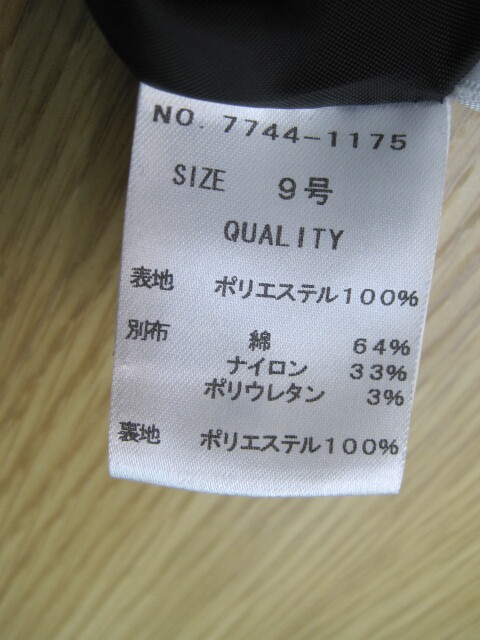 NO. 7744-1175
SIZE 9号
QUALITY
表地 ポリエステル100%
別布 綿 64%
ナイロン 33%
ポリウレタン 3%
裏地 ポリエステル100%